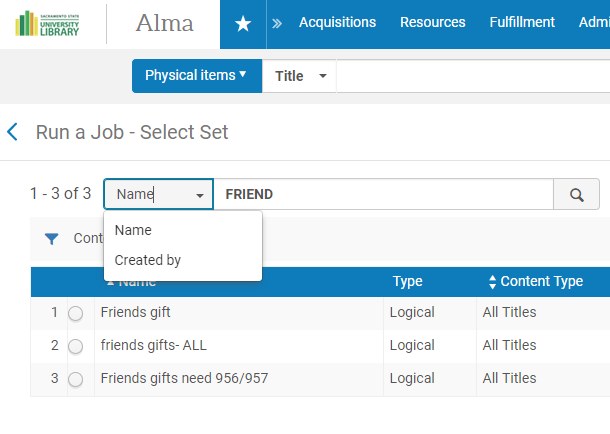 SACRAMENTO STATE
UNIVERSITY
LIBRARY
Alma
Acquisitions Resources Fulfillment Admi
Physical items Title
Run a Job - Select Set
1 - 3 of 3 Name FRIEND
Conte
Name
Created by
Name Type Content Type
1 Friends gift Logical All Titles
2 friends gifts- ALL Logical All Titles
3 Friends gifts need 956/957 Logical All Titles